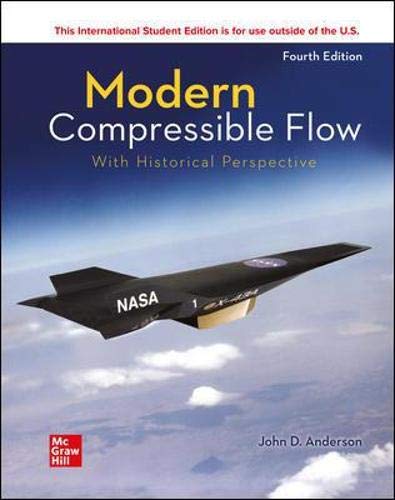 This International Student Edition is for use outside of the U.S.
Fourth Edition
Modern
Compressible Flow
With Historical Perspective
NASA
1
X-43A
Mc
Graw
Hill
John D. Anderson